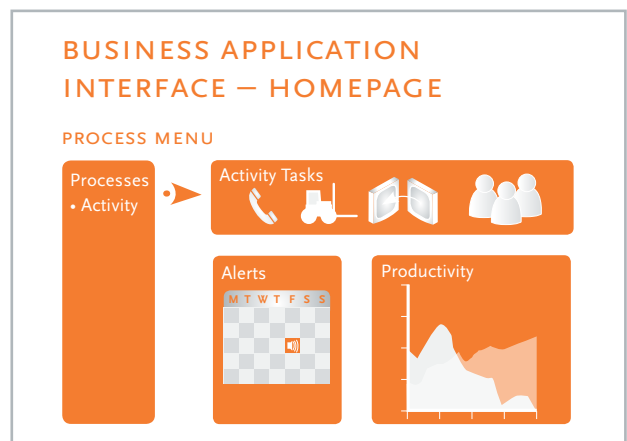 BUSINESS APPLICATION
INTERFACE – HOMEPAGE
PROCESS MENU
Processes
• Activity
Activity Tasks
Alerts
M T W T F S S
Productivity